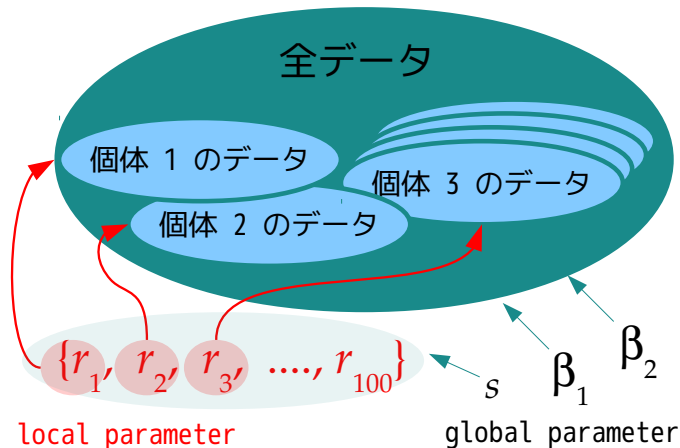 全データ
個体 1 のデータ
個体 3 のデータ
個体 2 のデータ
{r₁, r₂, r₃, ...., r₁₀₀}
s
β₁
β₂
local parameter
global parameter